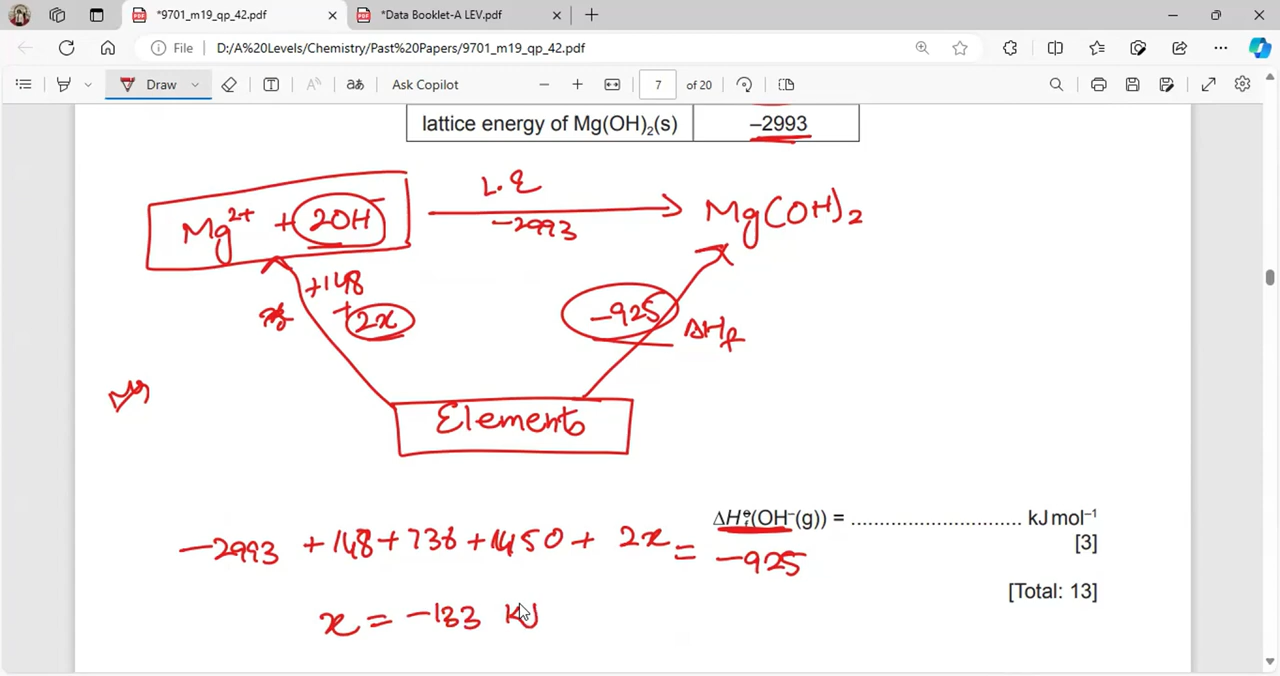 *9701_m19_qp_42.pdf
*Data Booklet-A LEV.pdf
File D:/A%20Levels/Chemistry/Past%20Papers/9701_m19_qp_42.pdf
Draw Ask Copilot 7 of 20
lattice energy of Mg(OH)₂(s) –2993
L.E
Mg²⁺ + 2OH⁻ Mg(OH)₂
–2993
+148
+
2x –925 ΔHf
Elements
ΔH⦵f(OH⁻(g)) = .............................. kJ mol⁻¹
[3]
–2993 +148+736+1450+ 2x = –925
[Total: 13]
x = –133 KJ